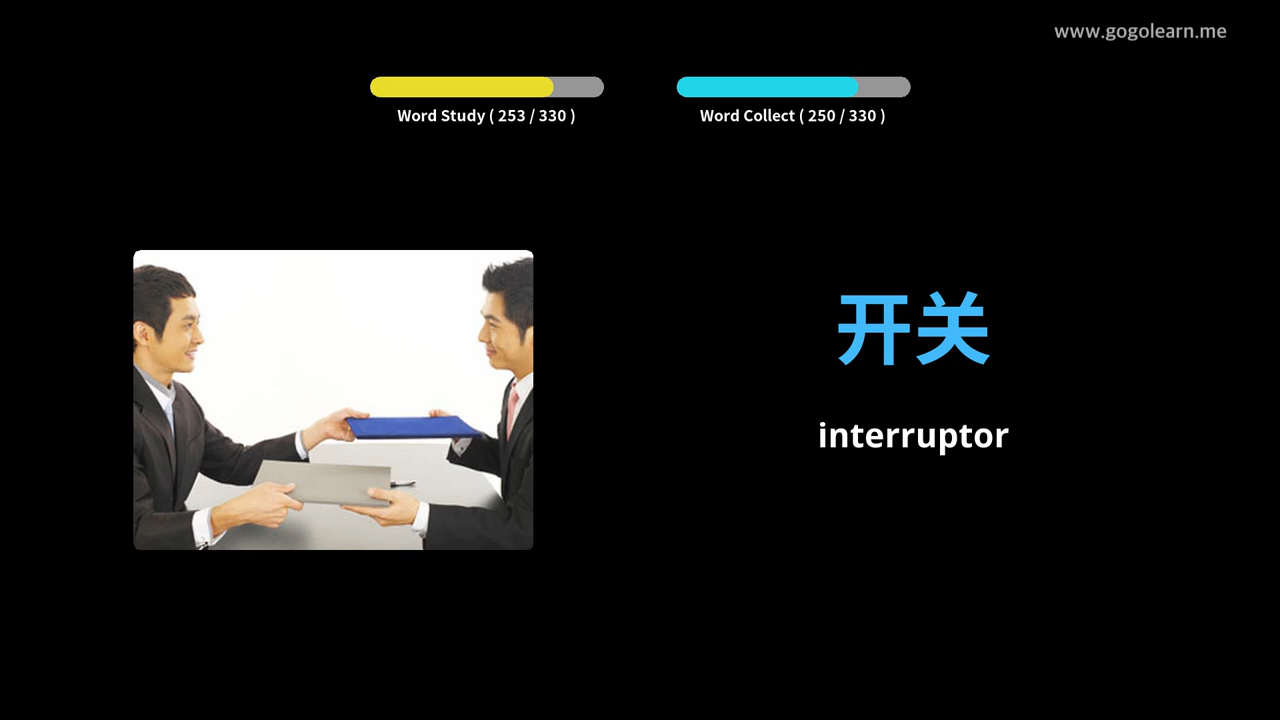 www.gogolearn.me
Word Study ( 253 / 330 )
Word Collect ( 250 / 330 )
开关
interruptor